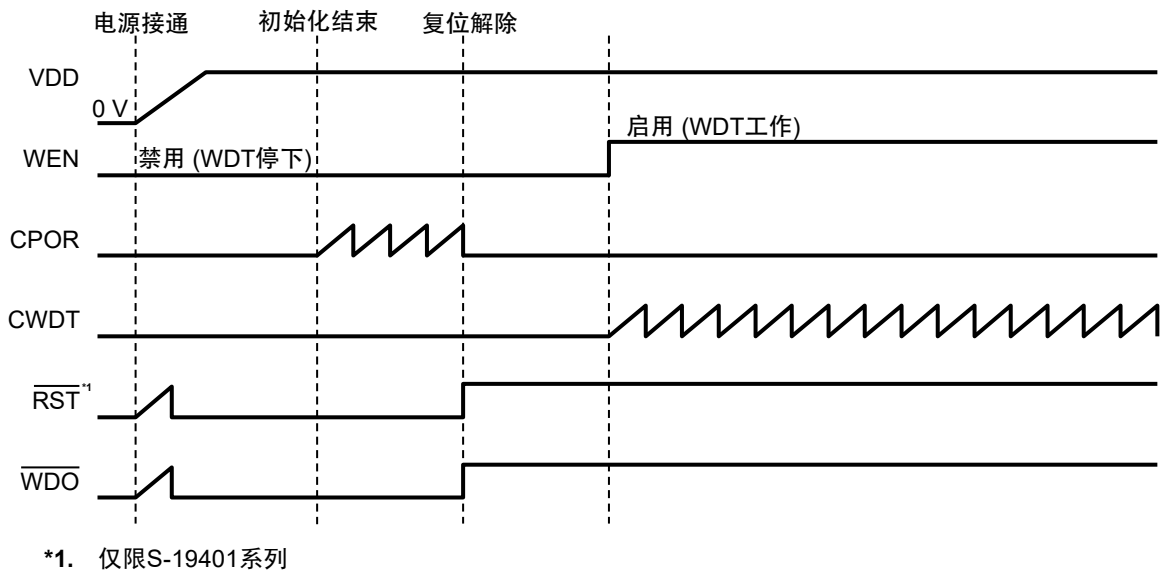 电源接通 初始化结束 复位解除
VDD
0 V
启用 (WDT工作)
WEN 禁用 (WDT停下)
CPOR
CWDT
RST *1
WDO
*1. 仅限S-19401系列